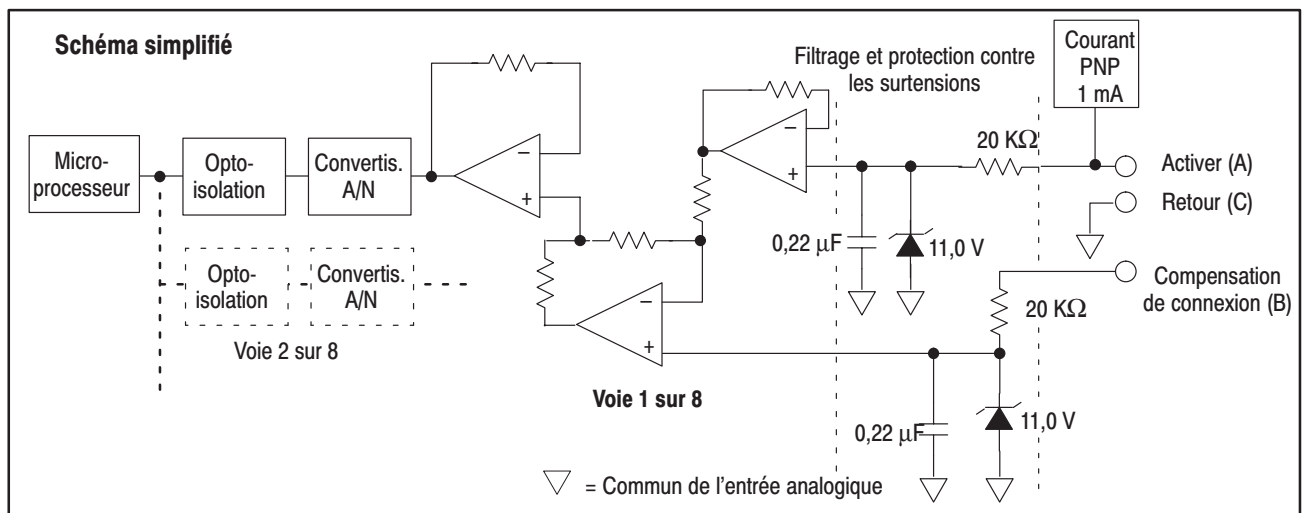 Schéma simplifié
Filtrage et protection contre
les surtensions
Courant
PNP
1 mA
Micro-
processeur
Opto-
isolation
Convertis.
A/N
20 KΩ
Activer (A)
Retour (C)
0,22 µF
11,0 V
Opto-
isolation
Convertis.
A/N
Voie 2 sur 8
Compensation
de connexion (B)
20 KΩ
Voie 1 sur 8
0,22 µF
11,0 V
= Commun de l'entrée analogique